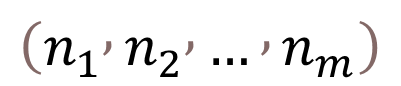 (n₁, n₂, ..., nₘ)